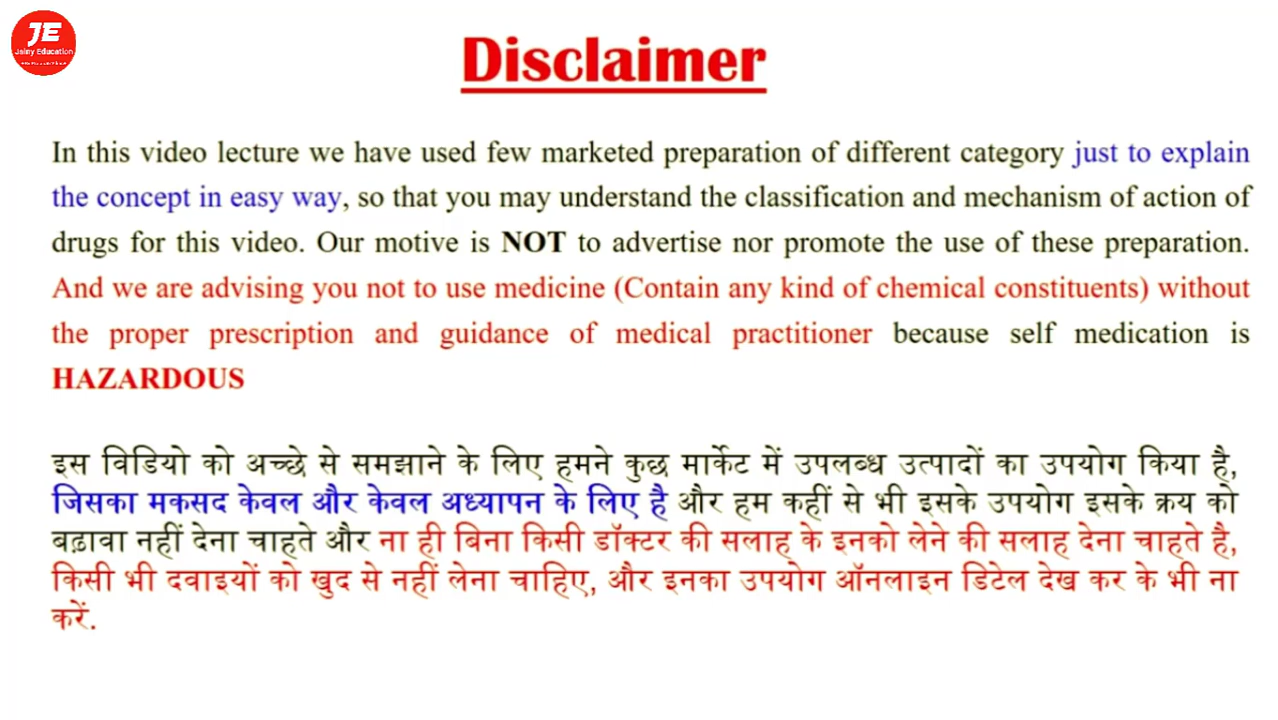 JE
Jainy Education
Disclaimer
In this video lecture we have used few marketed preparation of different category just to explain
the concept in easy way, so that you may understand the classification and mechanism of action of
drugs for this video. Our motive is NOT to advertise nor promote the use of these preparation.
And we are advising you not to use medicine (Contain any kind of chemical constituents) without
the proper prescription and guidance of medical practitioner because self medication is
HAZARDOUS
इस विडियो को अच्छे से समझाने के लिए हमने कुछ मार्केट में उपलब्ध उत्पादों का उपयोग किया है,
जिसका मकसद केवल और केवल अध्यापन के लिए है और हम कहीं से भी इसके उपयोग इसके क्रय को
बढ़ावा नहीं देना चाहते और ना ही बिना किसी डॉक्टर की सलाह के इनको लेने की सलाह देना चाहते है,
किसी भी दवाइयों को खुद से नहीं लेना चाहिए, और इनका उपयोग ऑनलाइन डिटेल देख कर के भी ना
करें.